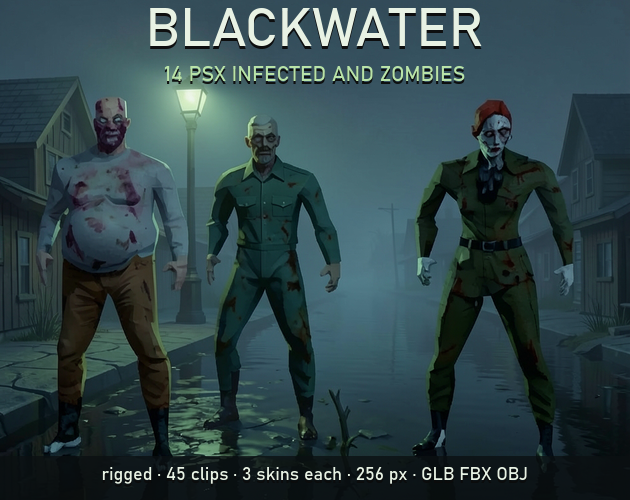 BLACKWATER
14 PSX INFECTED AND ZOMBIES
rigged · 45 clips · 3 skins each · 256 px · GLB FBX OBJ